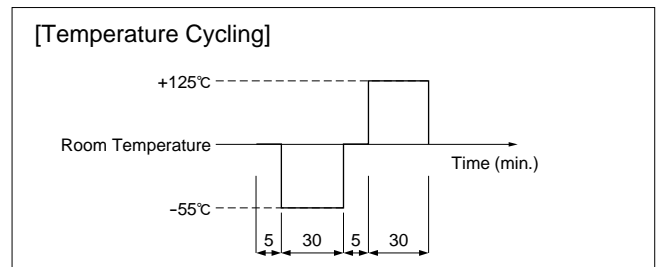 [Temperature Cycling]
+125℃
Room Temperature
Time (min.)
−55℃
5 30 5 30